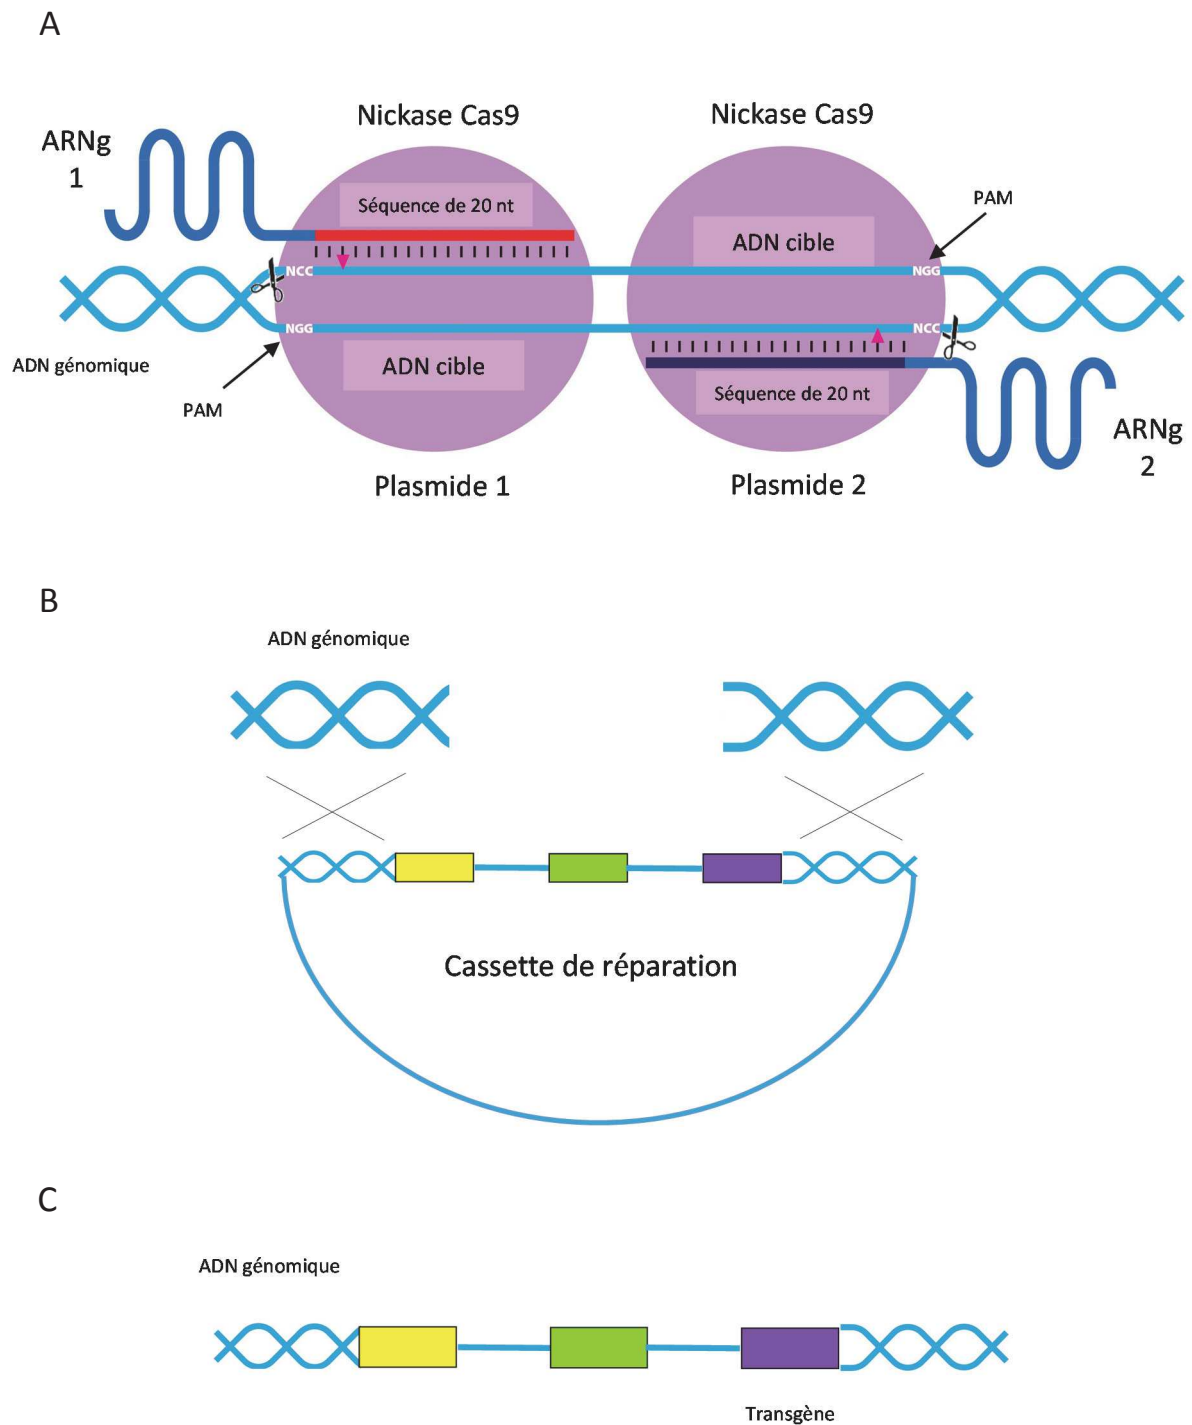 A
Nickase Cas9
Nickase Cas9
ARNg
1
PAM
Séquence de 20 nt
ADN cible
NCC
NGG
NGG
NCC
ADN génomique
ADN cible
PAM
Séquence de 20 nt
ARNg
2
Plasmide 1
Plasmide 2
B
ADN génomique
Cassette de réparation
C
ADN génomique
Transgène